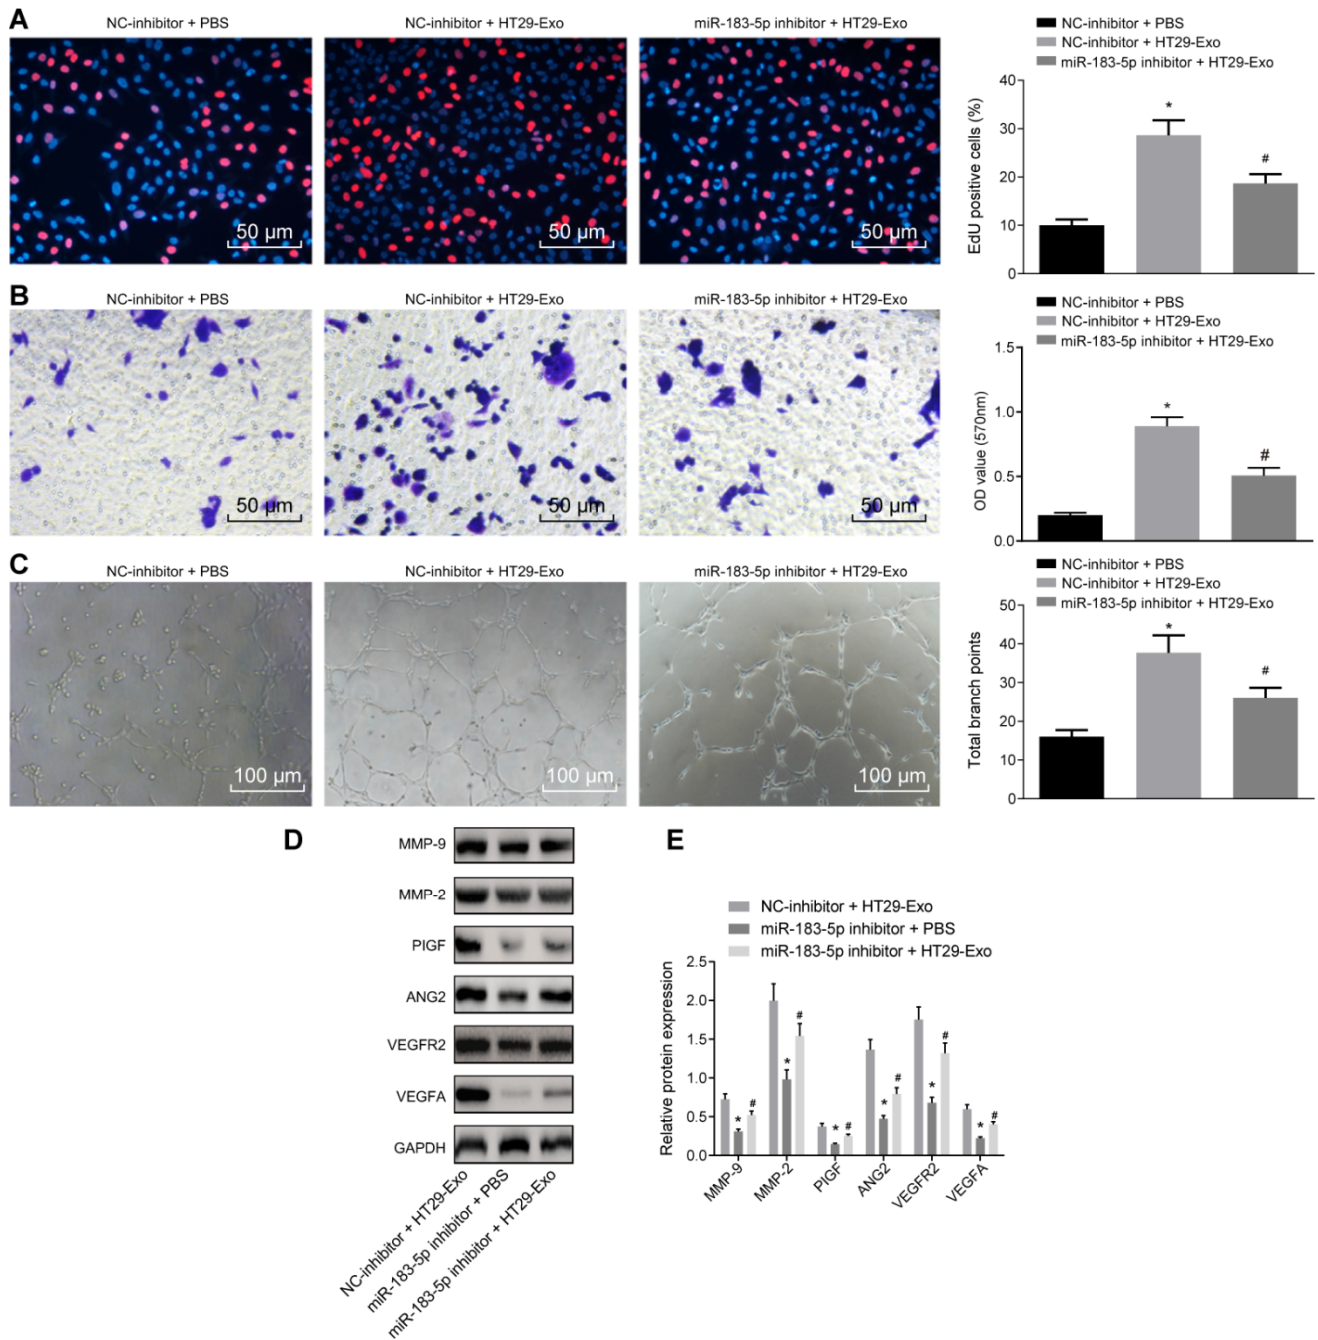 A
NC-inhibitor + PBS
NC-inhibitor + HT29-Exo
miR-183-5p inhibitor + HT29-Exo
50 µm
50 µm
50 µm
NC-inhibitor + PBS
NC-inhibitor + HT29-Exo
miR-183-5p inhibitor + HT29-Exo
EdU positive cells (%)
40
30
20
10
0
*
#
B
NC-inhibitor + PBS
NC-inhibitor + HT29-Exo
miR-183-5p inhibitor + HT29-Exo
50 µm
50 µm
50 µm
NC-inhibitor + PBS
NC-inhibitor + HT29-Exo
miR-183-5p inhibitor + HT29-Exo
OD value (570nm)
1.5
1.0
0.5
0.0
*
#
C
NC-inhibitor + PBS
NC-inhibitor + HT29-Exo
miR-183-5p inhibitor + HT29-Exo
100 µm
100 µm
100 µm
NC-inhibitor + PBS
NC-inhibitor + HT29-Exo
miR-183-5p inhibitor + HT29-Exo
Total branch points
50
40
30
20
10
0
*
#
D
MMP-9
MMP-2
PIGF
ANG2
VEGFR2
VEGFA
GAPDH
NC-inhibitor + HT29-Exo
miR-183-5p inhibitor + PBS
miR-183-5p inhibitor + HT29-Exo
E
NC-inhibitor + HT29-Exo
miR-183-5p inhibitor + PBS
miR-183-5p inhibitor + HT29-Exo
Relative protein expression
2.5
2.0
1.5
1.0
0.5
0.0
* # * # * # * # * # * #
MMP-9
MMP-2
PIGF
ANG2
VEGFR2
VEGFA